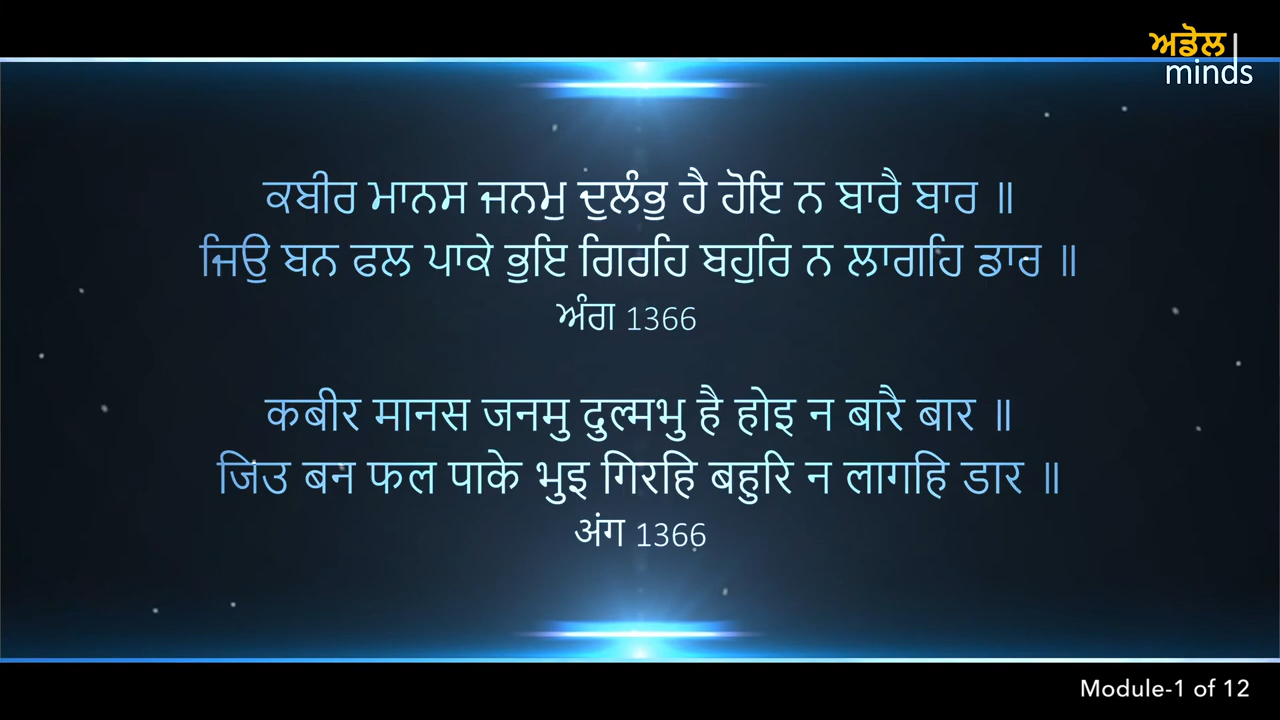 ਅਡੋਲ
minds
ਕਬੀਰ ਮਾਨਸ ਜਨਮੁ ਦੁਲੰਭੁ ਹੈ ਹੋਇ ਨ ਬਾਰੈ ਬਾਰ ॥
ਜਿਉ ਬਨ ਫਲ ਪਾਕੇ ਭੁਇ ਗਿਰਹਿ ਬਹੁਰਿ ਨ ਲਾਗਹਿ ਡਾਰ ॥
ਅੰਗ 1366
कबीर मानस जनमु दुल्मभु है होइ न बारै बार ॥
जिउ बन फल पाके भुइ गिरहि बहुरि न लागहि डार ॥
अंग 1366
Module-1 of 12